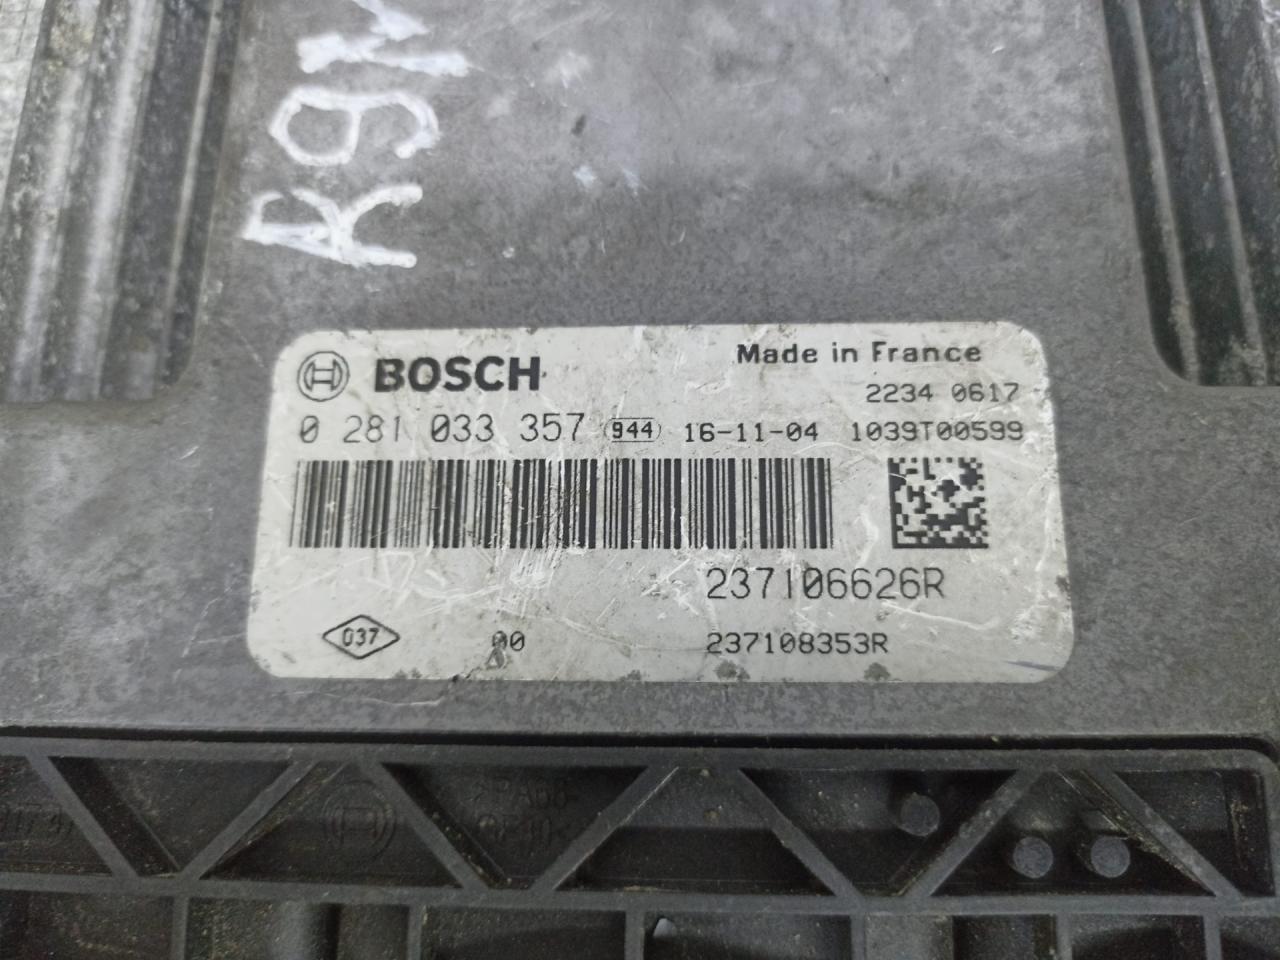 R9M
BOSCH
Made in France
2234 0617
0 281 033 357 944 16-11-04 1039T00599
237106626R
037 00 237108353R
>PA66-